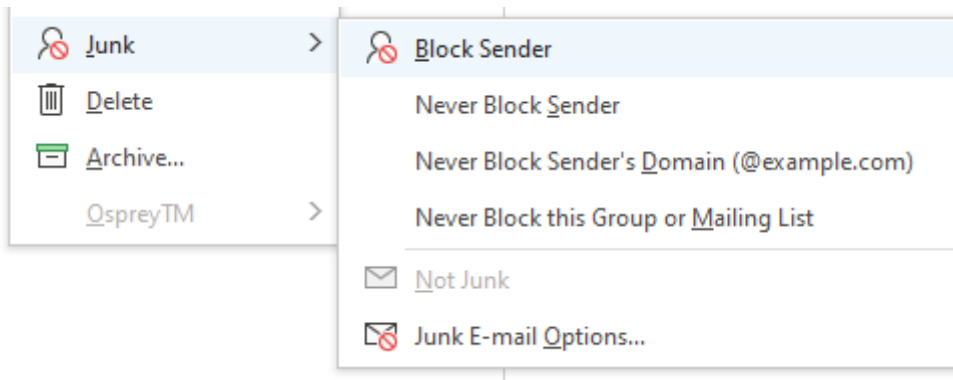 Junk
Delete
Archive...
OspreyTM
Block Sender
Never Block Sender
Never Block Sender's Domain (@example.com)
Never Block this Group or Mailing List
Not Junk
Junk E-mail Options...